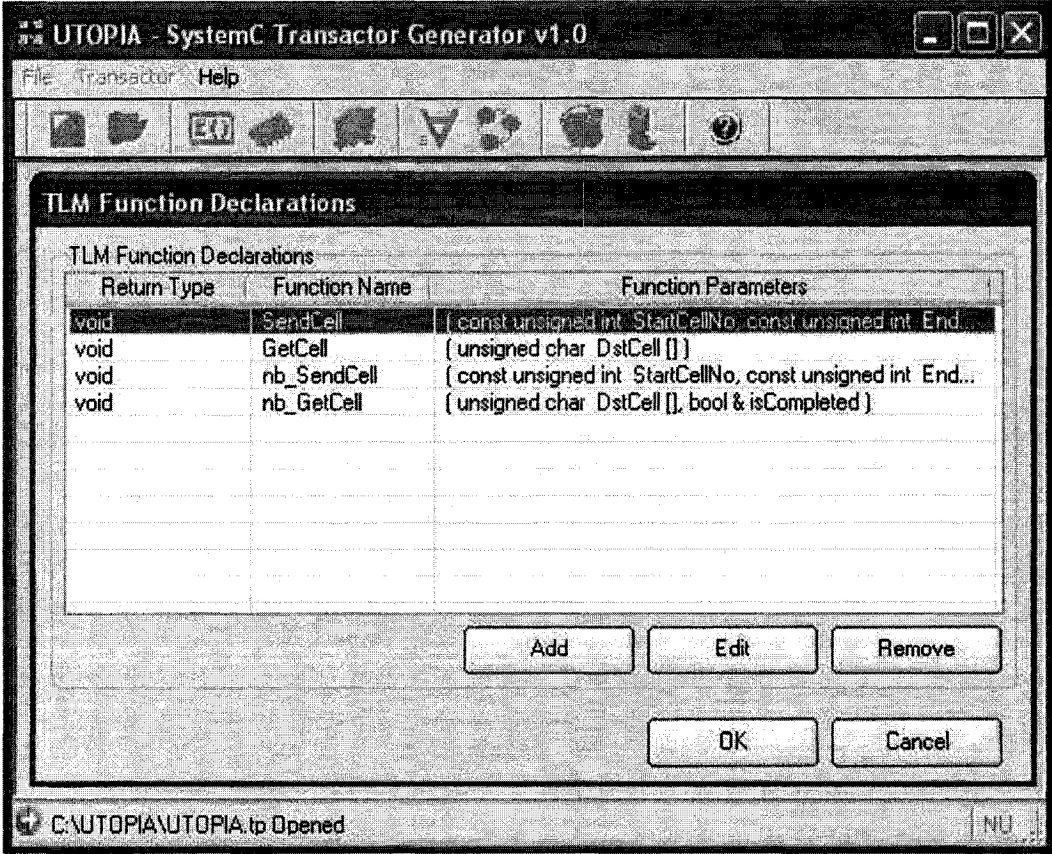 UTOPIA - SystemC Transactor Generator v1.0
File Transactor Help
E()
TLM Function Declarations
TLM Function Declarations
Return Type Function Name Function Parameters
void SendCell ( const unsigned int StartCellNo, const unsigned int End...
void GetCell ( unsigned char DstCell [] )
void nb_SendCell ( const unsigned int StartCellNo, const unsigned int End...
void nb_GetCell ( unsigned char DstCell [], bool & isCompleted )
Add Edit Remove
OK Cancel
C:\UTOPIA\UTOPIA.tp Opened NU